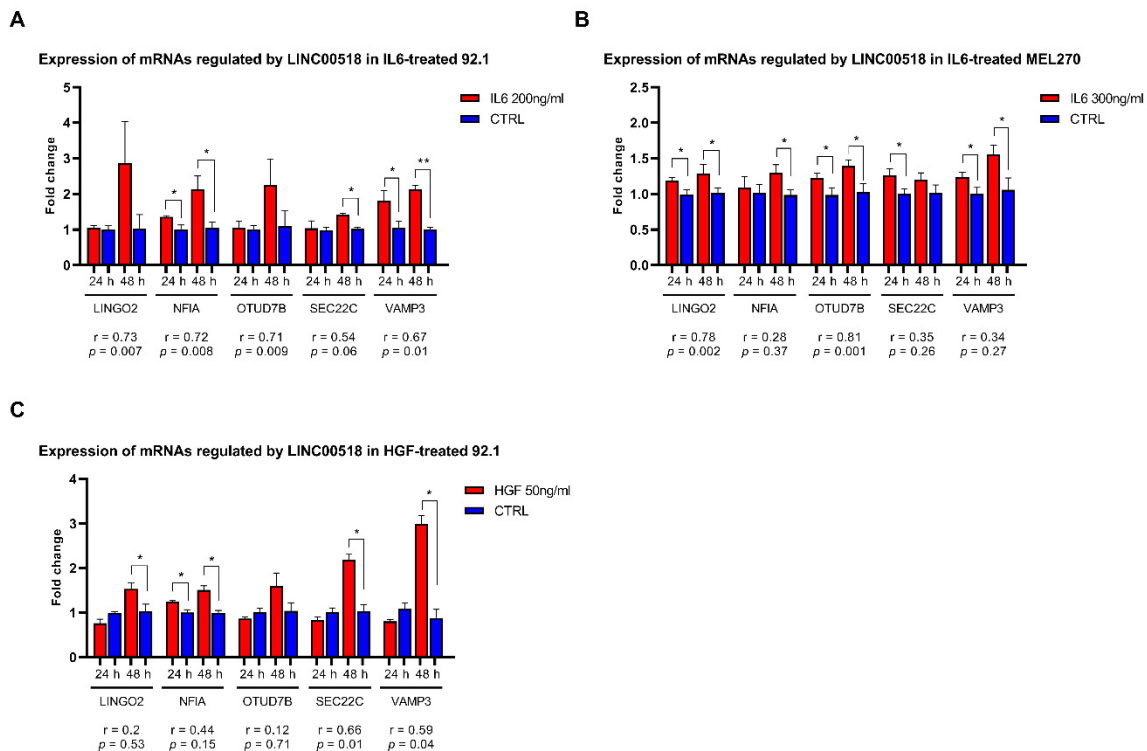 A
Expression of mRNAs regulated by LINC00518 in IL6-treated 92.1
IL6 200ng/ml
CTRL
Fold change
5
4
3
2
1
0
24 h 48 h 24 h 48 h 24 h 48 h 24 h 48 h 24 h 48 h
* * * * **
LINGO2 NFIA OTUD7B SEC22C VAMP3
r = 0.73 r = 0.72 r = 0.71 r = 0.54 r = 0.67
p = 0.007 p = 0.008 p = 0.009 p = 0.06 p = 0.01
B
Expression of mRNAs regulated by LINC00518 in IL6-treated MEL270
IL6 300ng/ml
CTRL
Fold change
2.5
2.0
1.5
1.0
0.5
0.0
* * * * * * * *
24 h 48 h 24 h 48 h 24 h 48 h 24 h 48 h 24 h 48 h
LINGO2 NFIA OTUD7B SEC22C VAMP3
r = 0.78 r = 0.28 r = 0.81 r = 0.35 r = 0.34
p = 0.002 p = 0.37 p = 0.001 p = 0.26 p = 0.27
C
Expression of mRNAs regulated by LINC00518 in HGF-treated 92.1
HGF 50ng/ml
CTRL
Fold change
4
3
2
1
0
* * * * *
24 h 48 h 24 h 48 h 24 h 48 h 24 h 48 h 24 h 48 h
LINGO2 NFIA OTUD7B SEC22C VAMP3
r = 0.2 r = 0.44 r = 0.12 r = 0.66 r = 0.59
p = 0.53 p = 0.15 p = 0.71 p = 0.01 p = 0.04